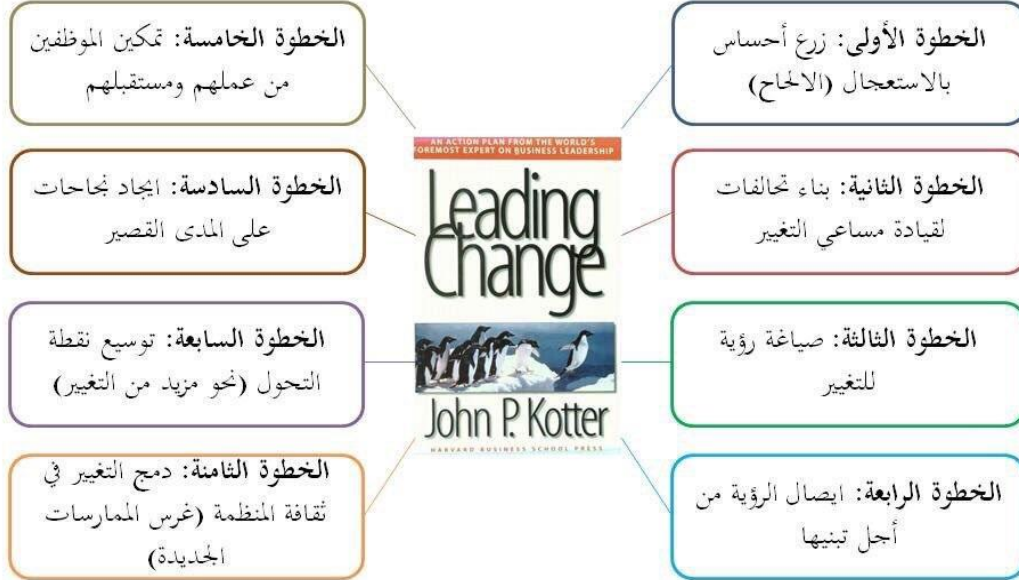 الخطوة الأولى: زرع أحساس
بالاستعجال (الالحاح)
الخطوة الثانية: بناء تحالفات
لقيادة مساعي التغيير
الخطوة الثالثة: صياغة رؤية
للتغيير
الخطوة الرابعة: ايصال الرؤية من
أجل تبنيها
AN ACTION PLAN FROM THE WORLD'S
FOREMOST EXPERT ON BUSINESS LEADERSHIP
Leading
Change
John P. Kotter
HARVARD BUSINESS SCHOOL PRESS
الخطوة الخامسة: تمكين الموظفين
من عملهم ومستقبلهم
الخطوة السادسة: ايجاد نجاحات
على المدى القصير
الخطوة السابعة: توسيع نقطة
التحول (نحو مزيد من التغيير)
الخطوة الثامنة: دمج التغيير في
ثقافة المنظمة (غرس الممارسات
الجديدة)